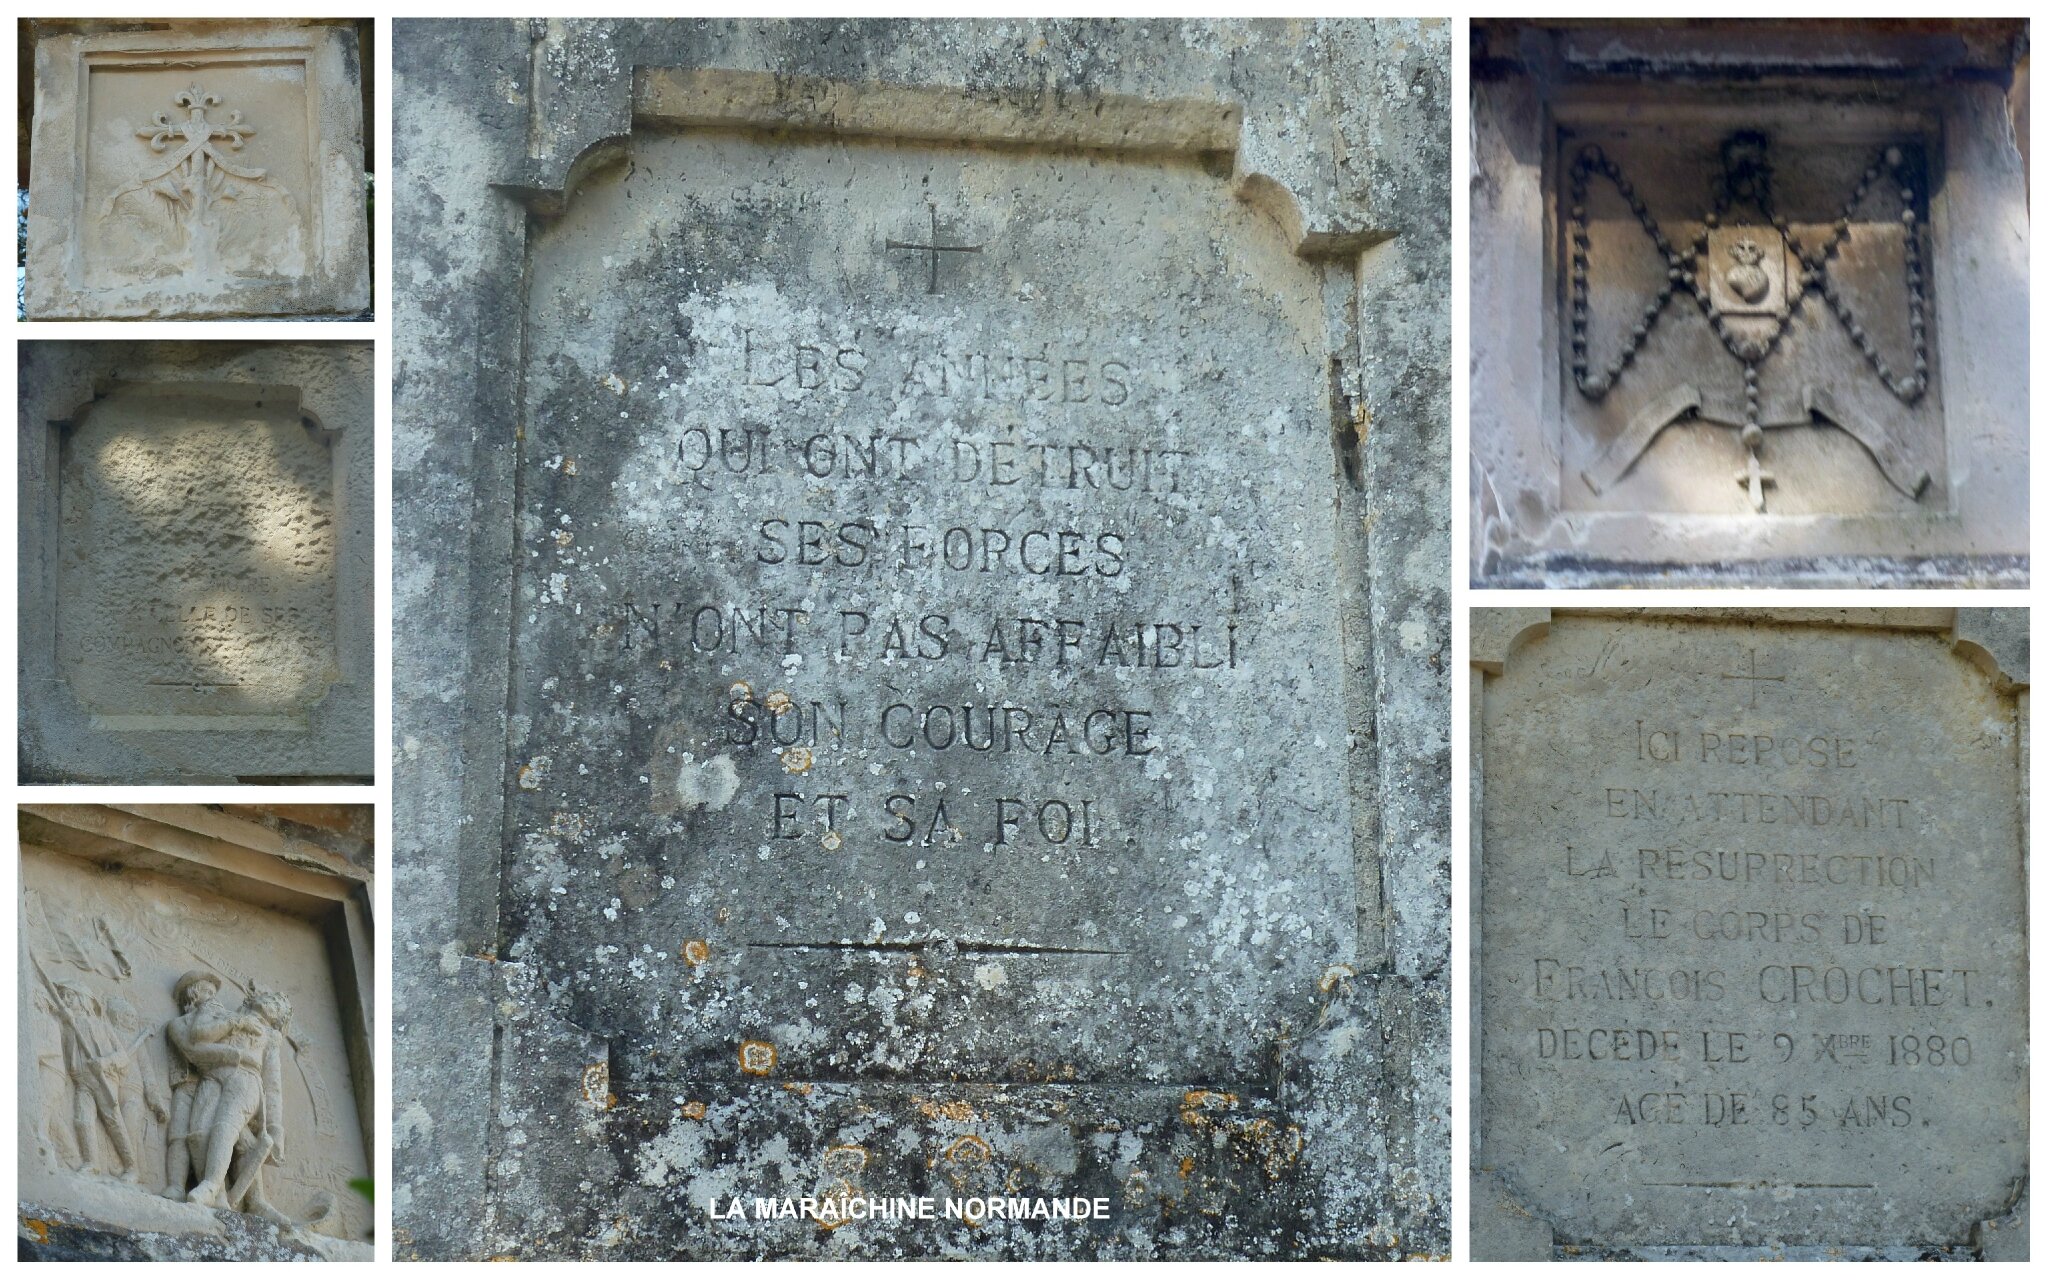 LES ANNÉES
QUI ONT DÉTRUIT
SES FORCES
N'ONT PAS AFFAIBLI
SON COURAGE
ET SA FOI.
LA MARAÎCHINE NORMANDE
DE SES
ICI REPOSE
EN ATTENDANT
LA RÉSURRECTION
LE CORPS DE
FRANÇOIS CROCHET.
DÉCÉDÉ LE 9 XBRE 1880
AGÉ DE 85 ANS.